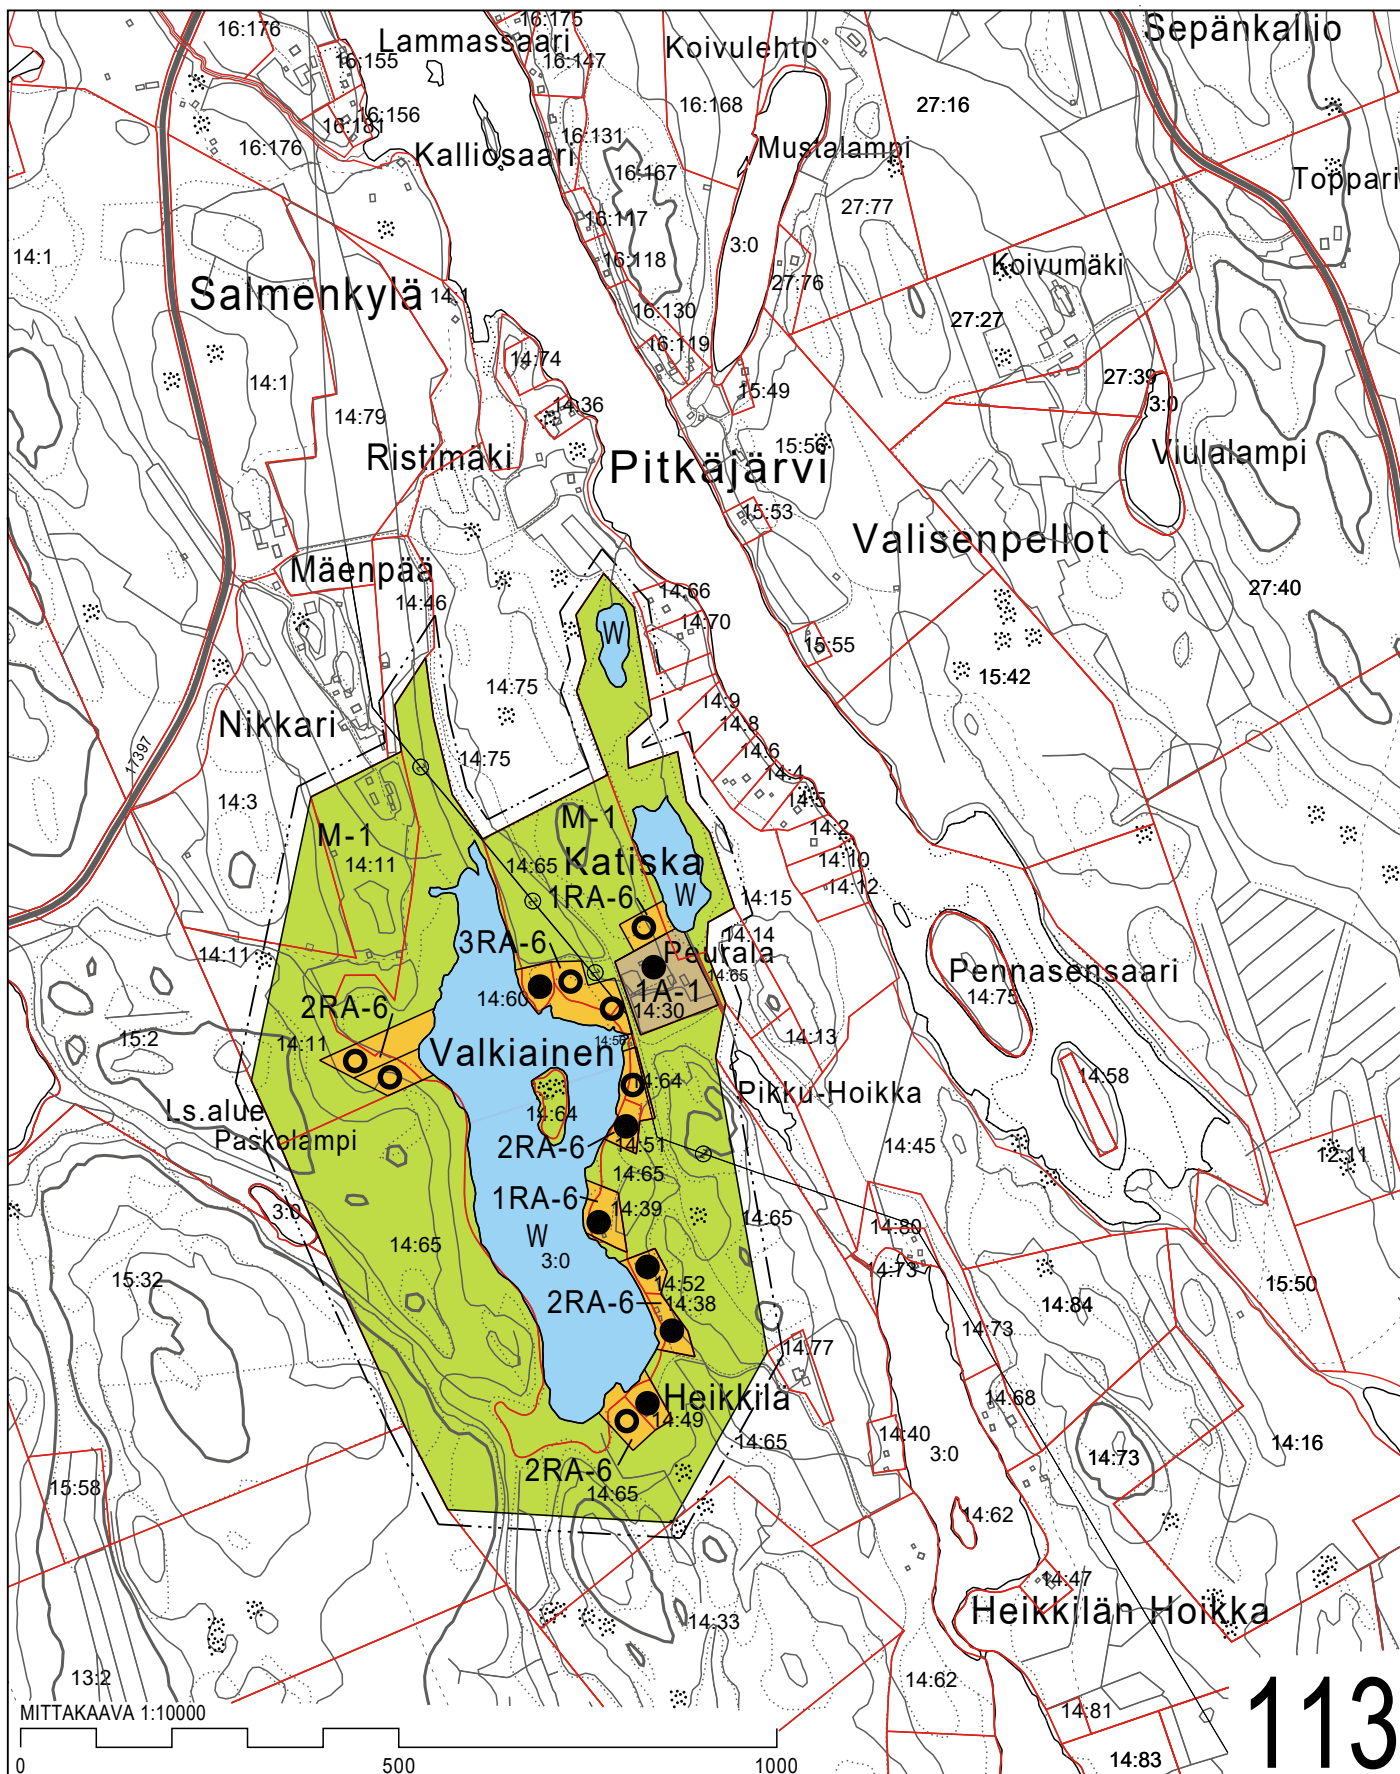 16:176
16:175
Sepänkallio
Lammassaari
Koivulehto
16:155
16:147
16:168
27:16
16:156
16:181
16:131
16:176
Kalliosaari
Mustalampi
16:167
Toppari
27:77
16:117
14:1
3:0
16:118
Koivumäki
Salmenkylä
14:1
27:76
16:130
27:27
16:119
14:74
14:1
27:39
15:49
14:36
3:0
14:79
15:56
Ristimäki
Pitkäjärvi
Viulalampi
15:53
Valisenpellot
Mäenpää
14:66
27:40
14:46
14:70
W
15:55
15:42
14:75
14:9
Nikkari
14:8
17397
14:75
14:6
14:4
14:3
14:5
M-1
M-1
14:2
14:11
14:65
Katiska
14:10
14:12
1RA-6
W
14:15
14:11
3RA-6
14:14
Peurala
14:65
Pennasensaari
14:60
1A-1
14:75
2RA-6
14:30
15:2
14:11
14:13
Valkiainen
14:56
14:64
14:58
Pikku-Hoikka
Ls.alue
14:64
Paskolampi
2RA-6
14:51
14:45
12:11
14:65
1RA-6
3:0
14:39
14:65
W
14:80
14:65
3:0
14:73
15:32
14:52
15:50
2RA-6
14:38
14:84
14:73
14:77
Heikkilä
14:68
14:49
14:40
14:65
14:16
3:0
14:73
2RA-6
15:58
14:65
14:62
14:47
Heikkilän Hoikka
14:33
13:2
14:62
MITTAKAAVA 1:10000
14:81
113
14:83
0
500
1000